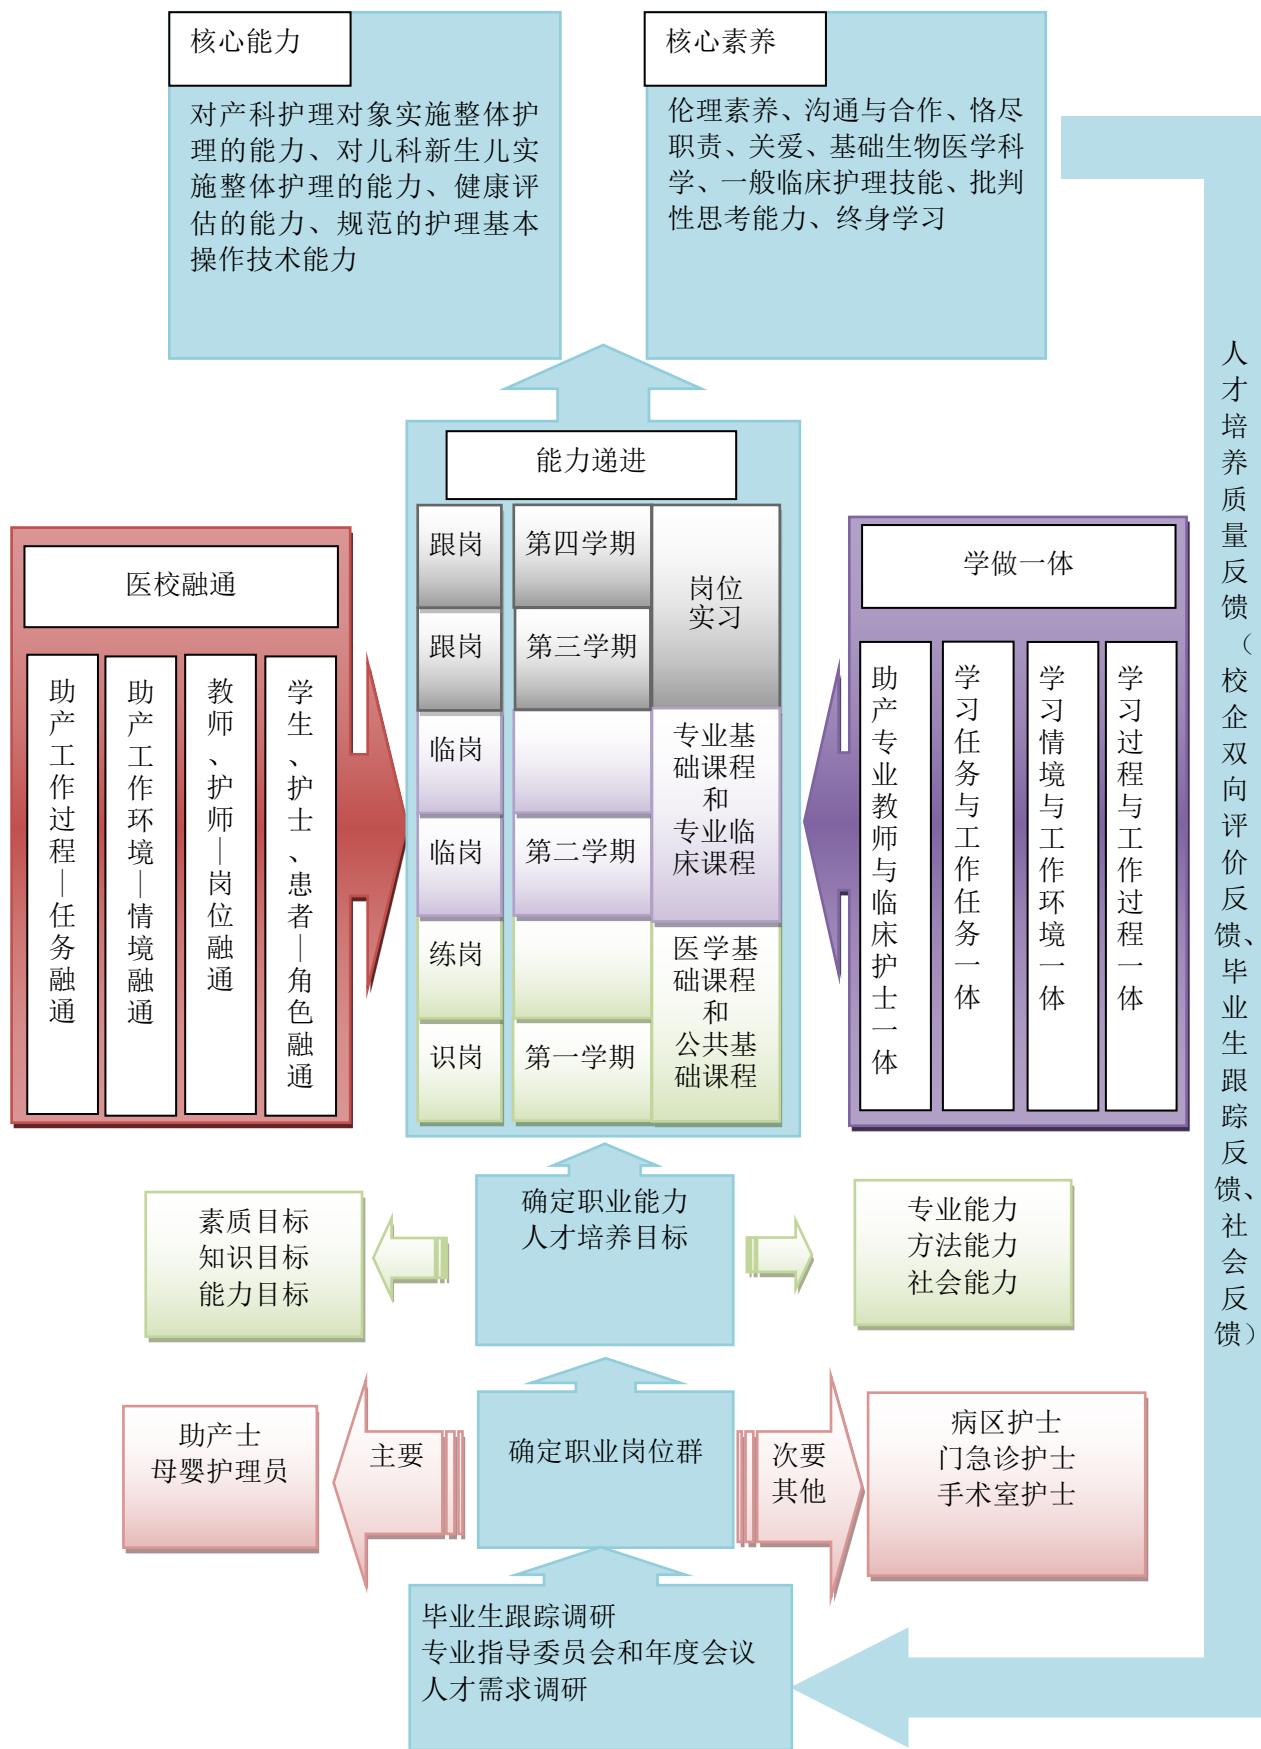 核心能力
对产科护理对象实施整体护
理的能力、对儿科新生儿实
施整体护理的能力、健康评
估的能力、规范的护理基本
操作技术能力
核心素养
伦理素养、沟通与合作、恪尽
职责、关爱、基础生物医学科
学、一般临床护理技能、批判
性思考能力、终身学习
能力递进
跟岗
第四学期
岗位
实习
跟岗
第三学期
临岗
专业基
础课程
和
专业临
床课程
临岗
第二学期
练岗
医学基
础课程
和
公共基
础课程
识岗
第一学期
医校融通
助产工作过程—任务融通
助产工作环境—情境融通
教师、护师—岗位融通
学生、护士、患者—角色融通
学做一体
助产专业教师与临床护士一体
学习任务与工作任务一体
学习情境与工作环境一体
学习过程与工作过程一体
人才培养质量反馈（校企双向评价反馈、毕业生跟踪反馈、社会反馈）
确定职业能力
人才培养目标
素质目标
知识目标
能力目标
专业能力
方法能力
社会能力
助产士
母婴护理员
主要
确定职业岗位群
次要
其他
病区护士
门急诊护士
手术室护士
毕业生跟踪调研
专业指导委员会和年度会议
人才需求调研